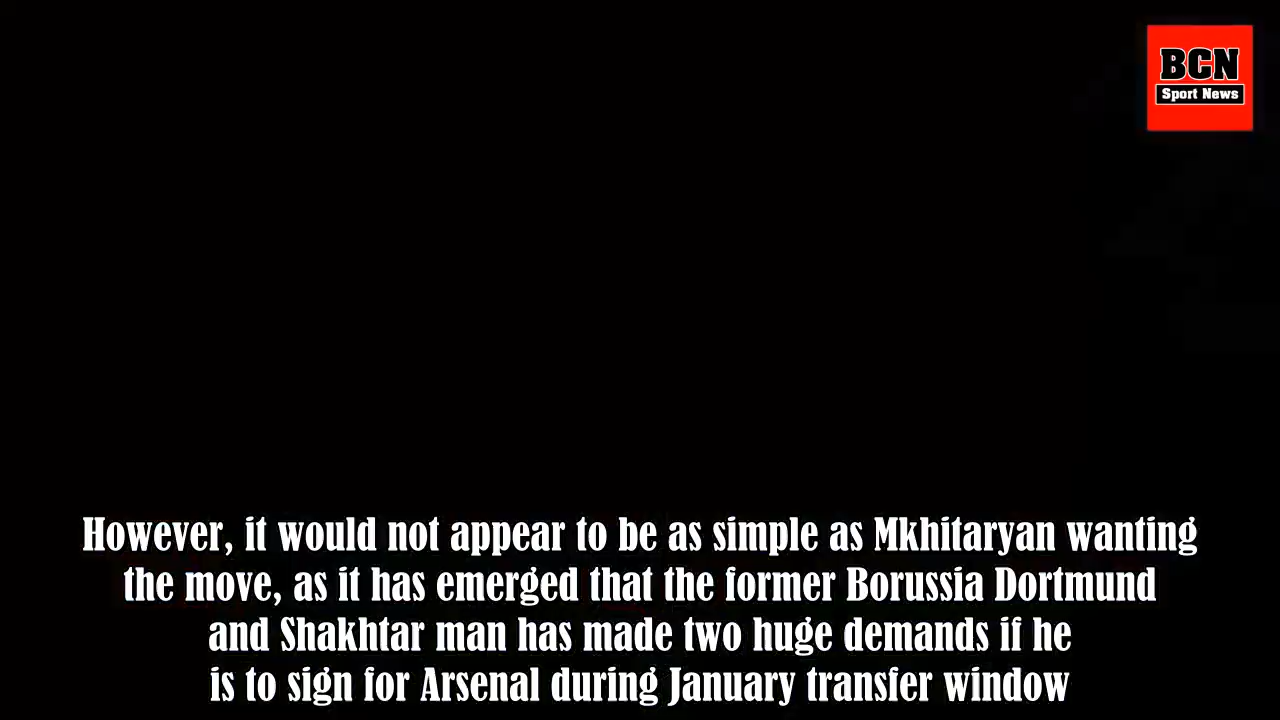 BCN
Sport News
However, it would not appear to be as simple as Mkhitaryan wanting
the move, as it has emerged that the former Borussia Dortmund
and Shakhtar man has made two huge demands if he
is to sign for Arsenal during January transfer window